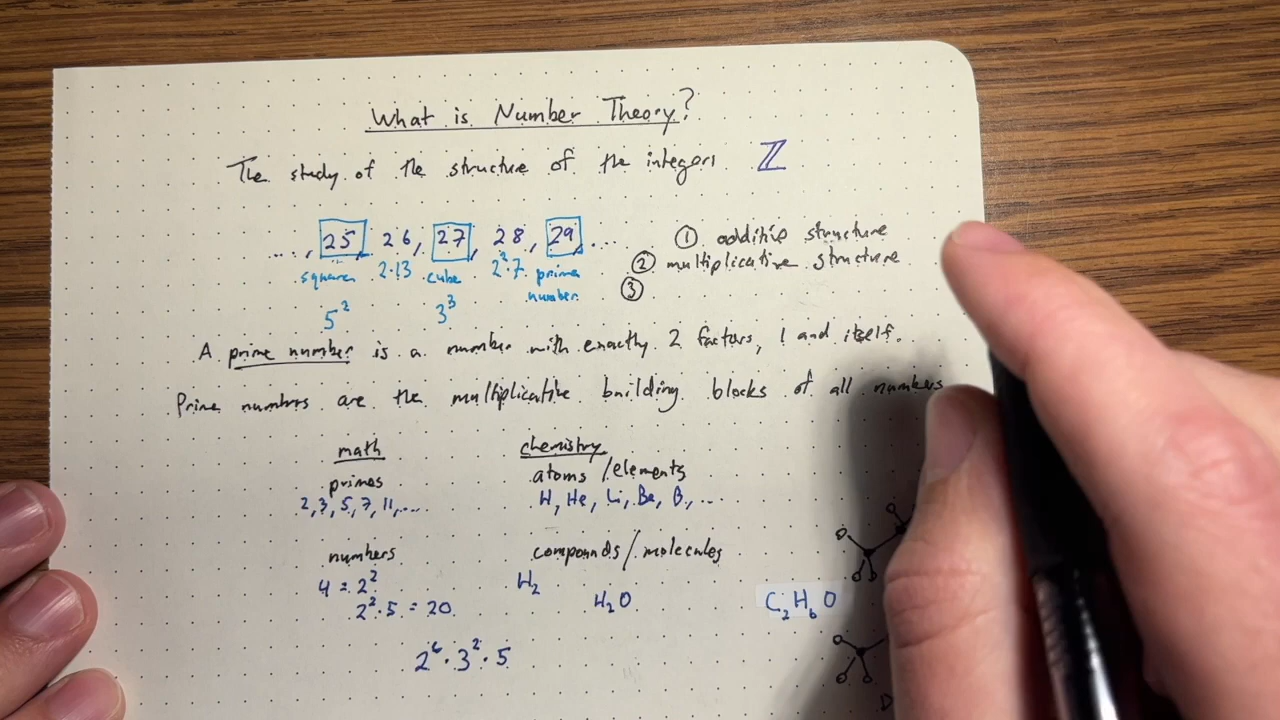 What is Number Theory?
The study of the structure of the integers ℤ
..., 25, 26, 27, 28, 29, ....
square 2·13 cube 2²·7 prime number
5² 3³
① additive structure
② multiplicative structure
③
A prime number is a number with exactly 2 factors, 1 and itself.
Prime numbers are the multiplicative building blocks of all numbers
math
primes
2, 3, 5, 7, 11, ....
numbers
4 = 2²
2²·5 = 20
2⁶·3²·5
chemistry
atoms/elements
H, He, Li, Be, B, ...
compounds/molecules
H₂
H₂O
C₂H₆O